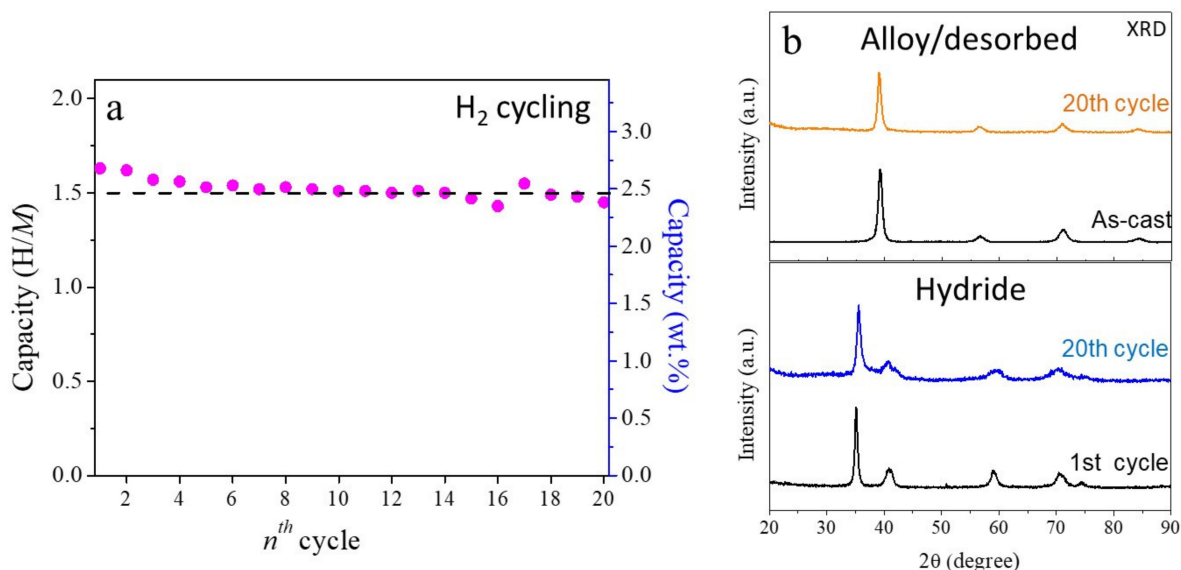 a
H2 cycling
Capacity (H/M)
2.0
1.5
1.0
0.5
0.0
3.0
2.5
2.0
1.5
1.0
0.5
0.0
Capacity (wt.%)
2 4 6 8 10 12 14 16 18 20
nth cycle
b
Alloy/desorbed
XRD
20th cycle
As-cast
Intensity (a.u.)
Hydride
20th cycle
1st cycle
Intensity (a.u.)
20 30 40 50 60 70 80 90
2θ (degree)